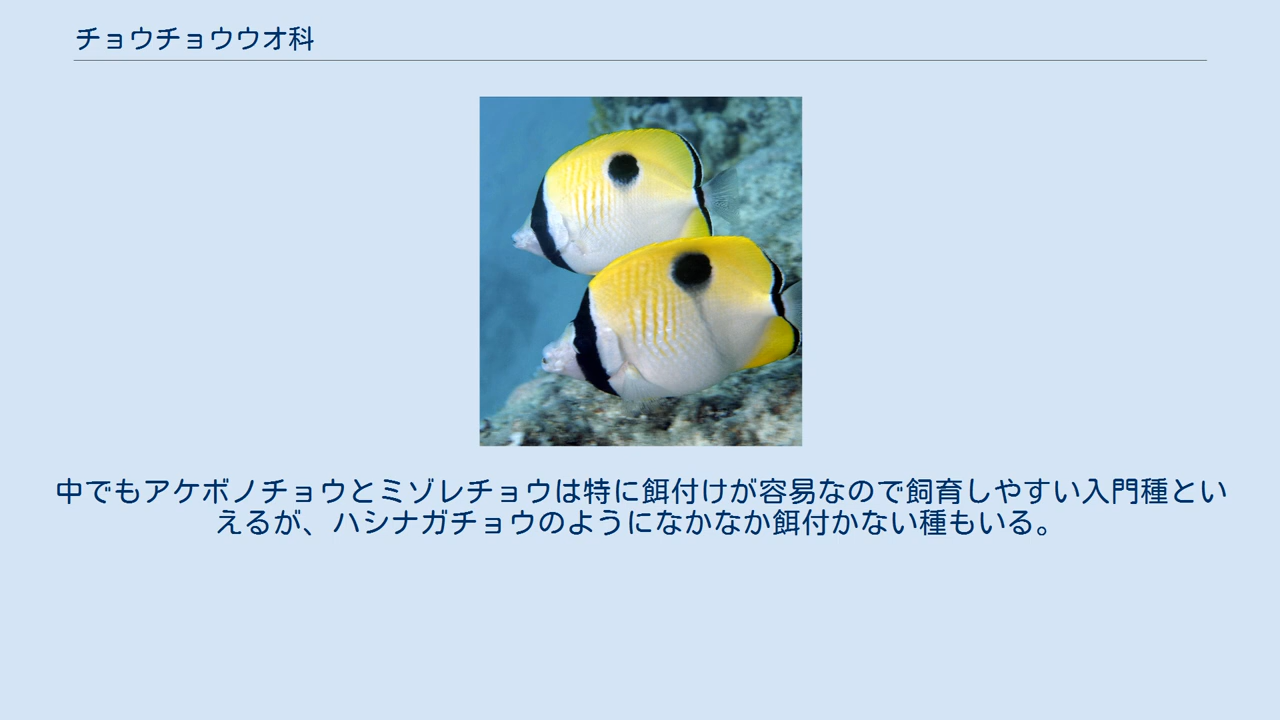 チョウチョウウオ科
中でもアケボノチョウとミゾレチョウは特に餌付けが容易なので飼育しやすい入門種とい
えるが、ハシナガチョウのようになかなか餌付かない種もいる。